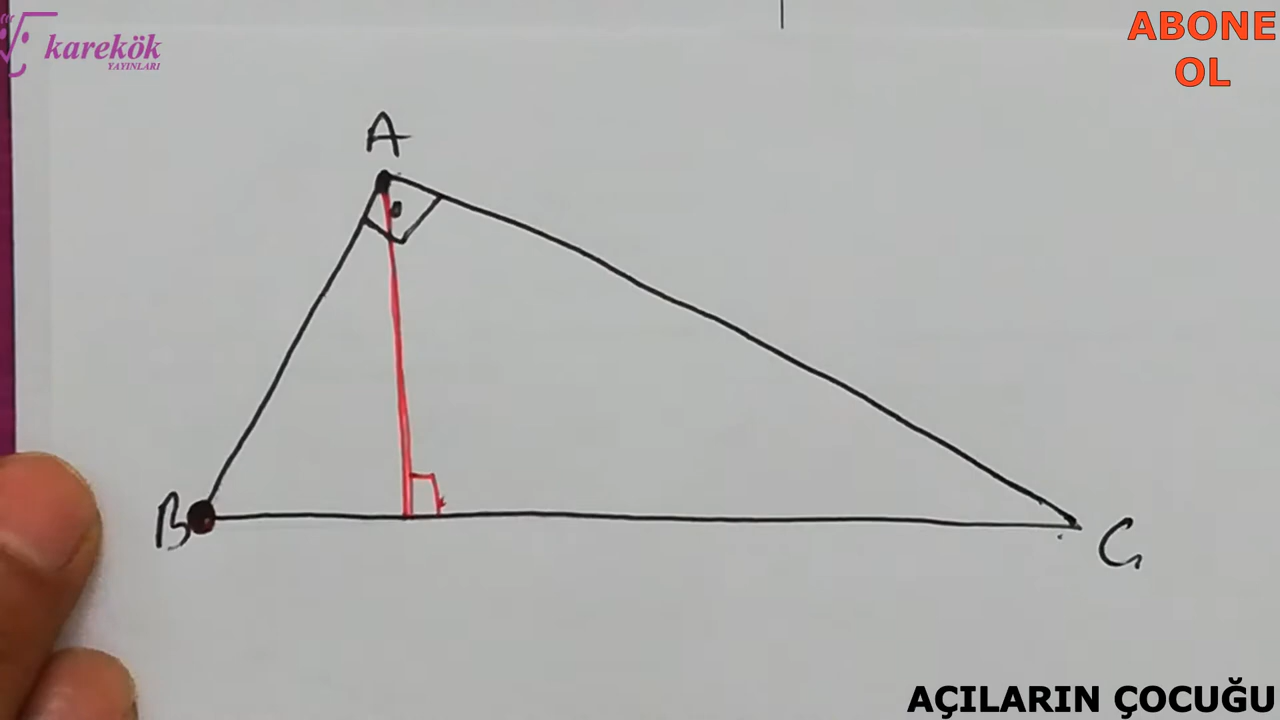 karekök
YAYINLARI
ABONE
OL
A
B
C
AÇILARIN ÇOCUĞU